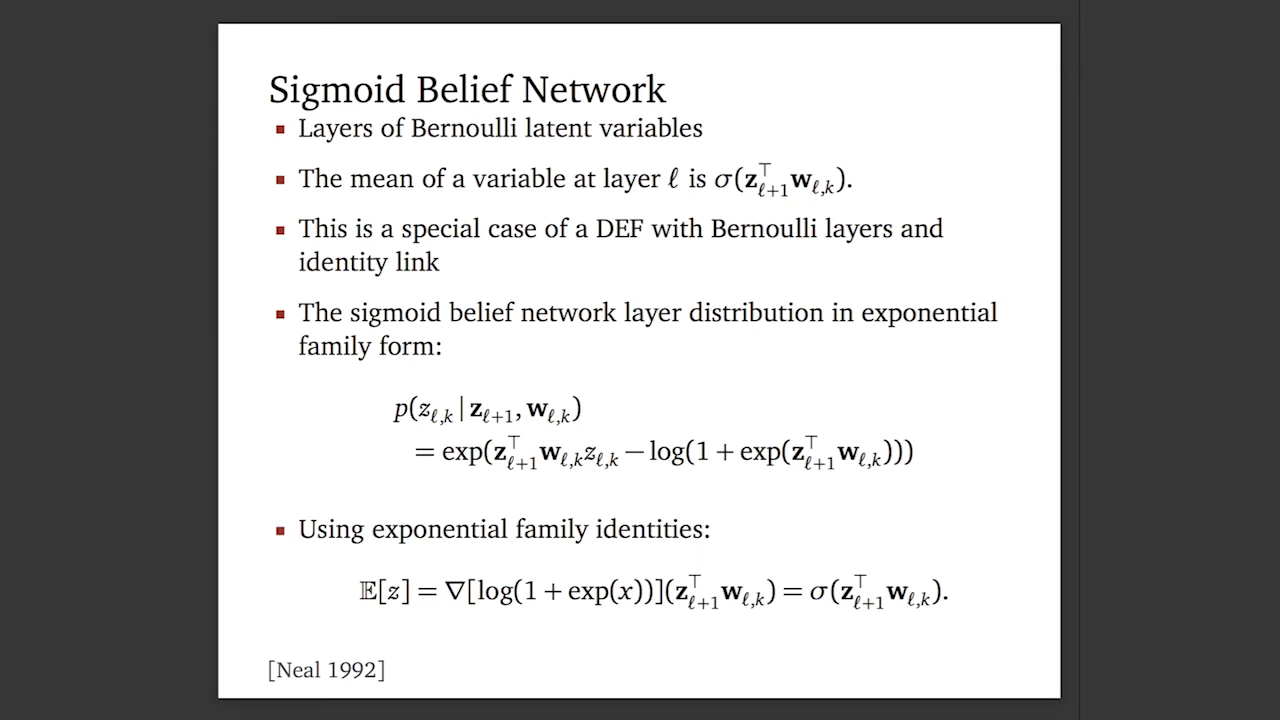 Sigmoid Belief Network
▪ Layers of Bernoulli latent variables
▪ The mean of a variable at layer ℓ is σ(𝐳⊤ℓ+1𝐰ℓ,k).
▪ This is a special case of a DEF with Bernoulli layers and
identity link
▪ The sigmoid belief network layer distribution in exponential
family form:
p(zℓ,k | 𝐳ℓ+1, 𝐰ℓ,k)
= exp(𝐳⊤ℓ+1𝐰ℓ,kzℓ,k − log(1 + exp(𝐳⊤ℓ+1𝐰ℓ,k)))
▪ Using exponential family identities:
𝔼[z] = ∇[log(1 + exp(x))](𝐳⊤ℓ+1𝐰ℓ,k) = σ(𝐳⊤ℓ+1𝐰ℓ,k).
[Neal 1992]